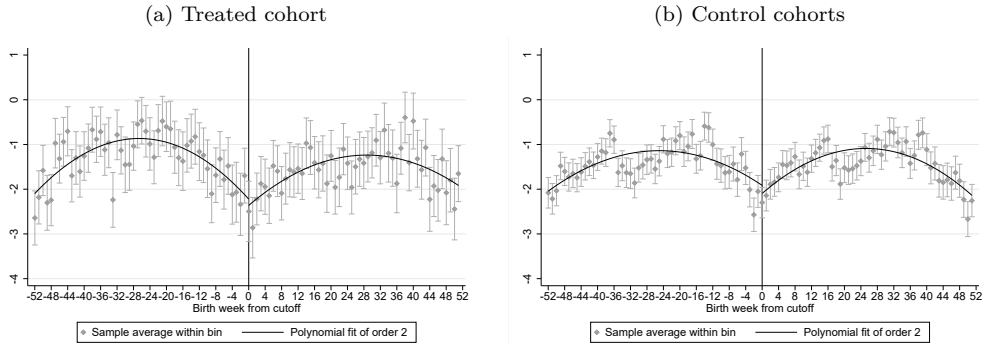 (a) Treated cohort
(b) Control cohorts
1
0
-1
-2
-3
-4
-52 -48 -44 -40 -36 -32 -28 -24 -20 -16 -12 -8 -4 0 4 8 12 16 20 24 28 32 36 40 44 48 52
Birth week from cutoff
Sample average within bin
Polynomial fit of order 2
1
0
-1
-2
-3
-4
-52 -48 -44 -40 -36 -32 -28 -24 -20 -16 -12 -8 -4 0 4 8 12 16 20 24 28 32 36 40 44 48 52
Birth week from cutoff
Sample average within bin
Polynomial fit of order 2